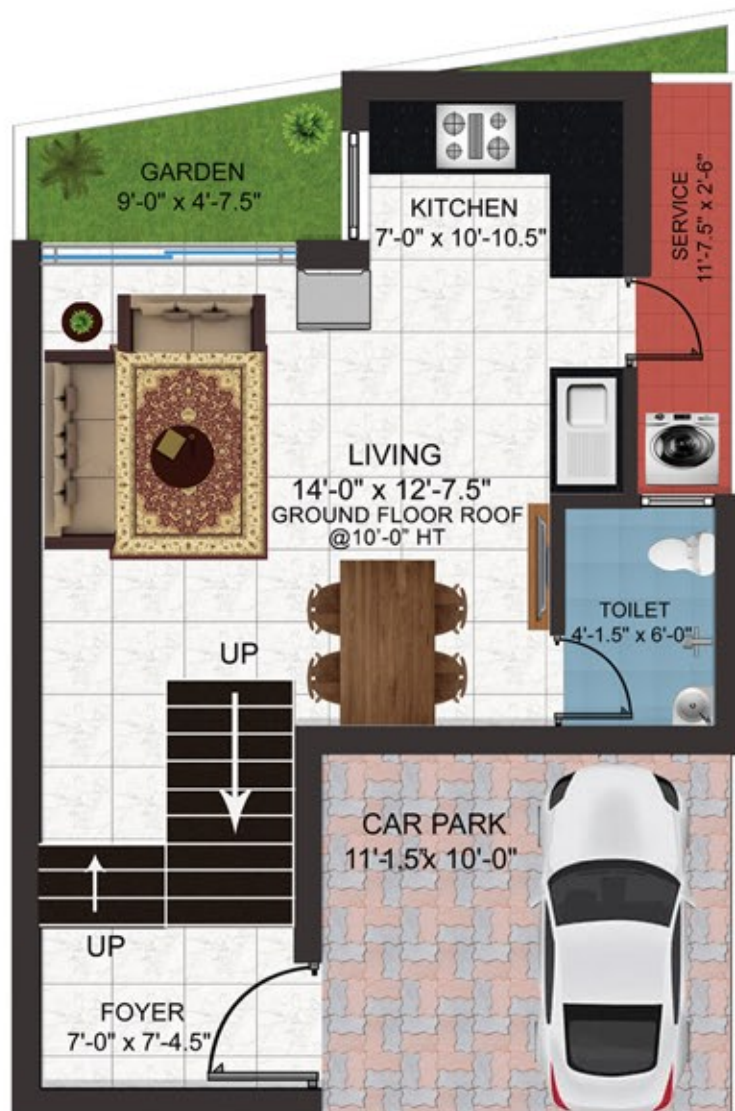 GARDEN
9'-0" x 4'-7.5"
KITCHEN
7'-0" x 10'-10.5"
SERVICE
11'-7.5" x 2'-6"
LIVING
14'-0" x 12'-7.5"
GROUND FLOOR ROOF
@10'-0" HT
TOILET
4'-1.5" x 6'-0"
UP
CAR PARK
11'-1.5"x 10'-0"
UP
FOYER
7'-0" x 7'-4.5"